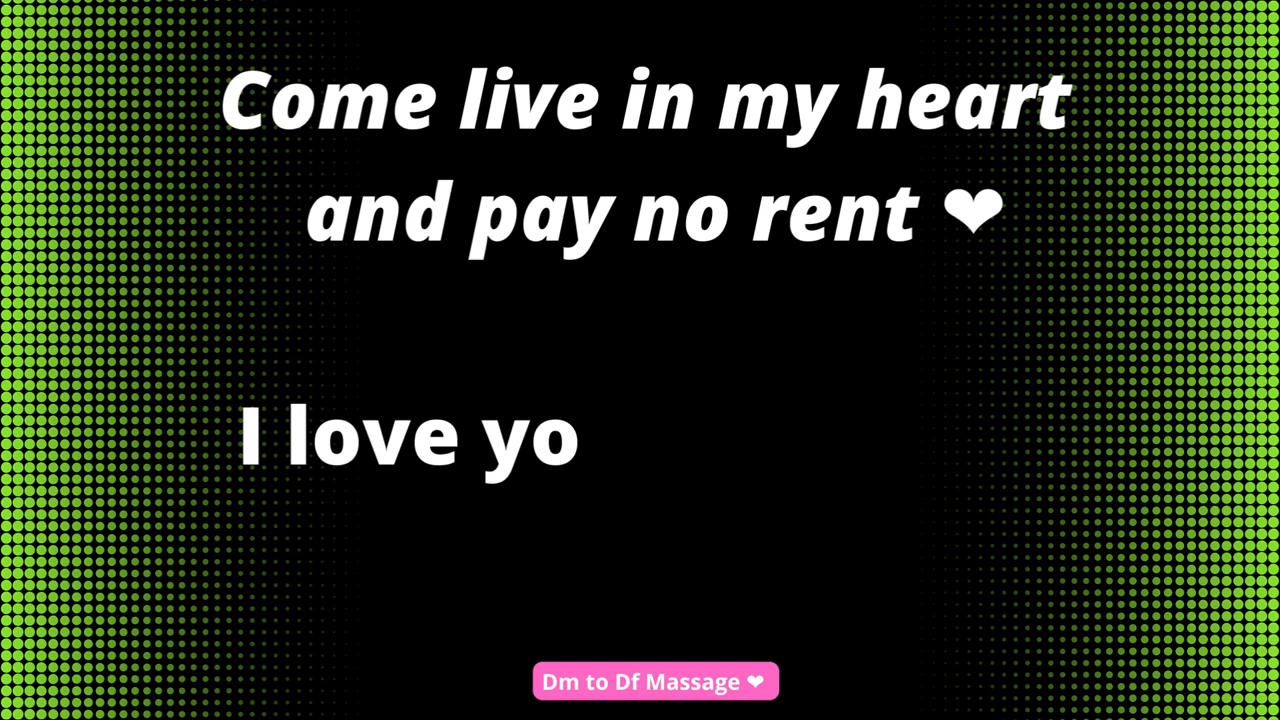 Come live in my heart
and pay no rent ❤
I love yo
Dm to Df Massage ❤